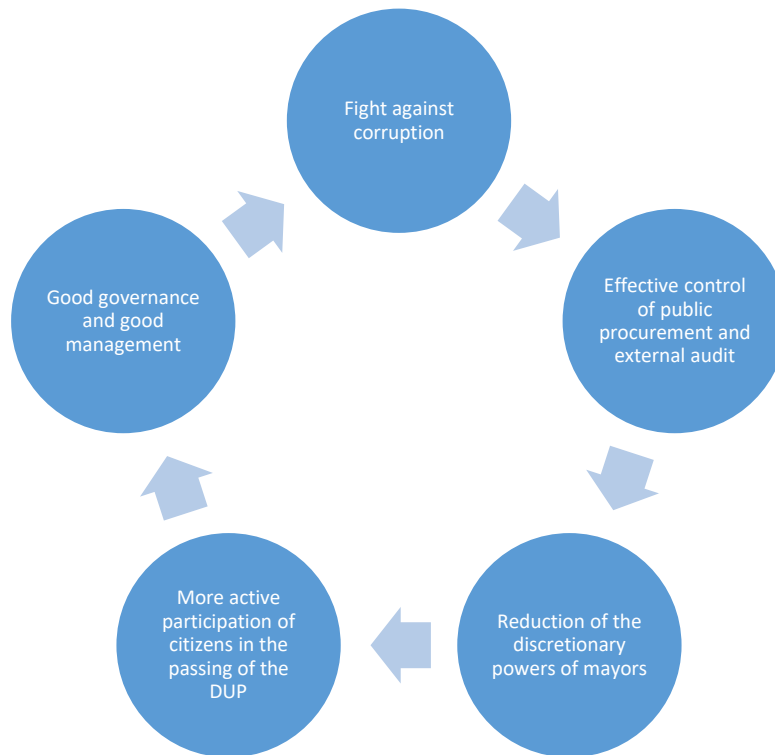 Fight against
corruption
Effective control
of public
procurement and
external audit
Reduction of the
discretionary
powers of mayors
More active
participation of
citizens in the
passing of the
DUP
Good governance
and good
management